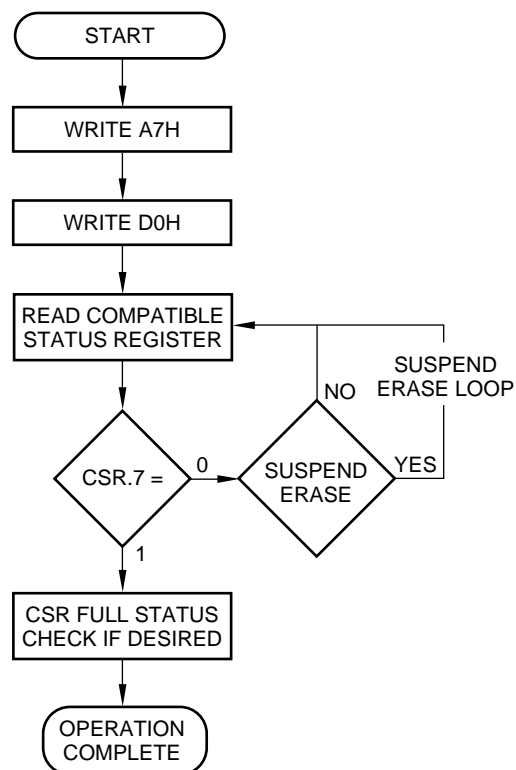 START
WRITE A7H
WRITE D0H
READ COMPATIBLE
STATUS REGISTER
SUSPEND
ERASE LOOP
NO
CSR.7 =
0
SUSPEND
ERASE
YES
1
CSR FULL STATUS
CHECK IF DESIRED
OPERATION
COMPLETE